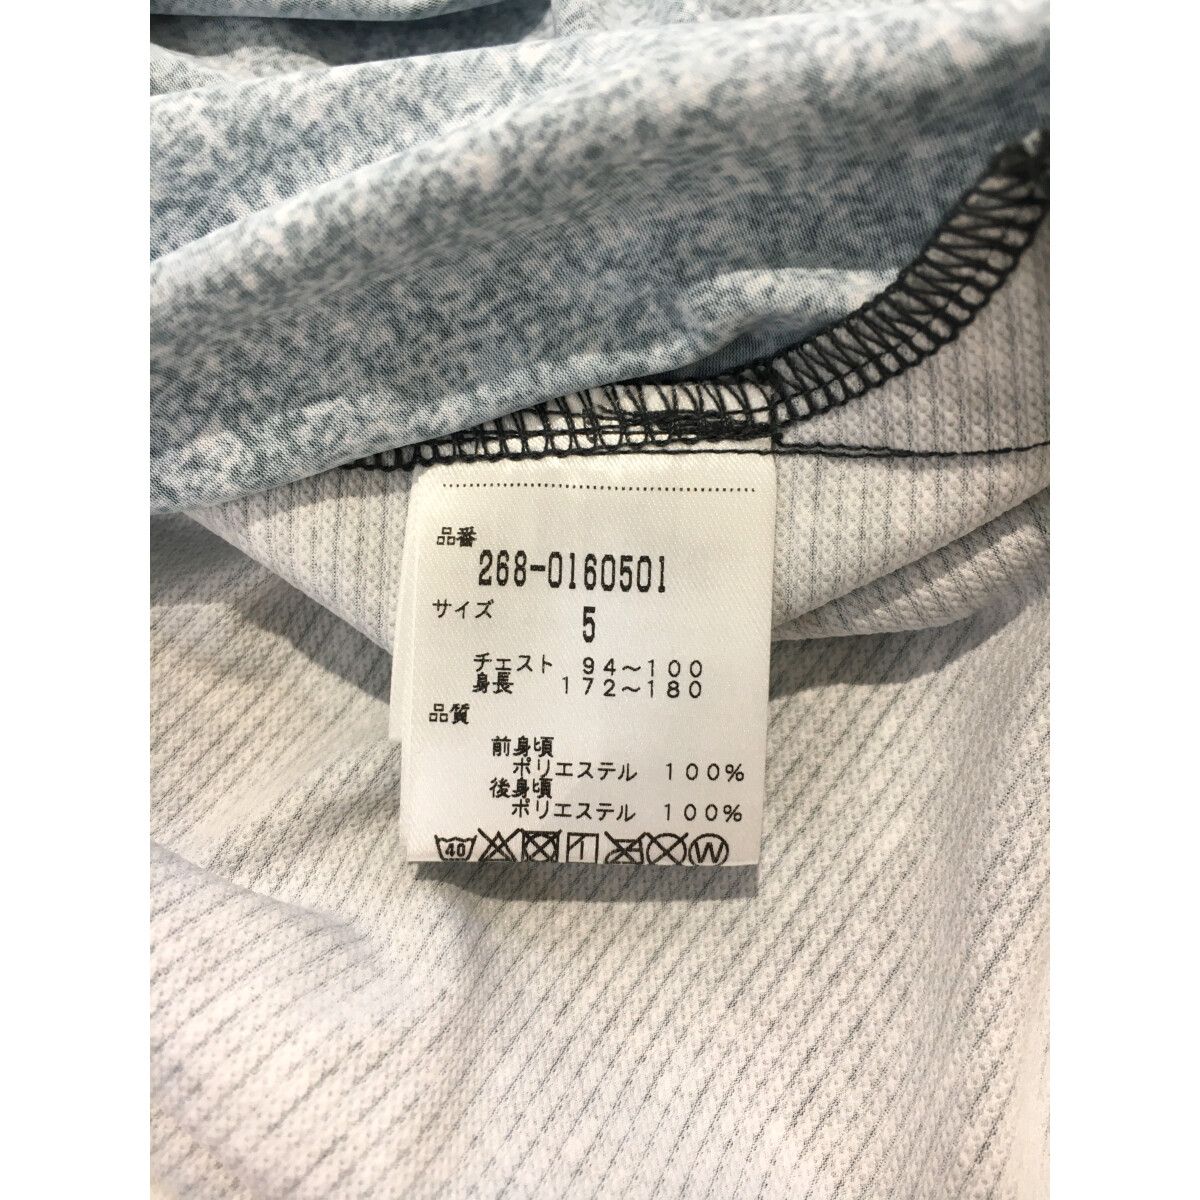 品番
268-0160501
サイズ
5
チェスト 94～100
身長 172～180
品質
前身頃
ポリエステル 100%
後身頃
ポリエステル 100%
40 W